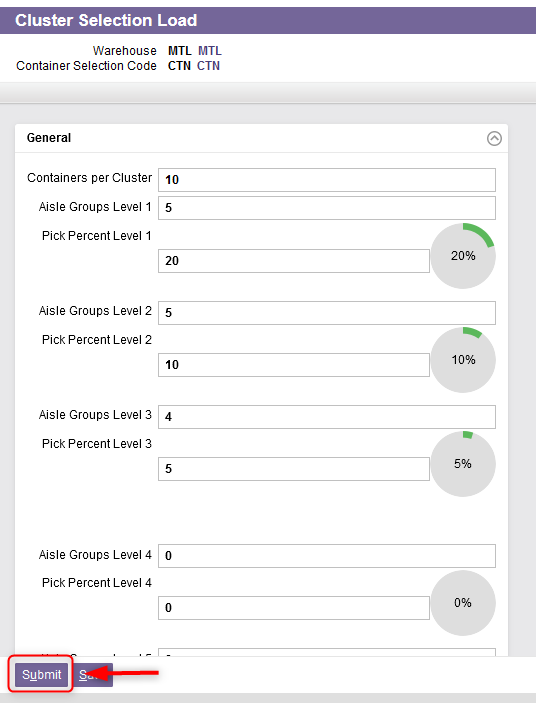 Cluster Selection Load
Warehouse MTL MTL
Container Selection Code CTN CTN
General
Containers per Cluster 10
Aisle Groups Level 1 5
Pick Percent Level 1
20 20%
Aisle Groups Level 2 5
Pick Percent Level 2
10 10%
Aisle Groups Level 3 4
Pick Percent Level 3
5 5%
Aisle Groups Level 4 0
Pick Percent Level 4
0 0%
Submit